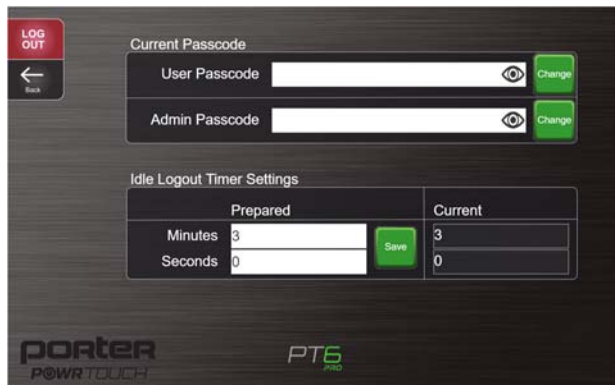 LOG
OUT
Back
Current Passcode
User Passcode Change
Admin Passcode Change
Idle Logout Timer Settings
Prepared Current
Minutes 3 Save 3
Seconds 0 0
PORTER
POWRTOUCH
PT6
PRO